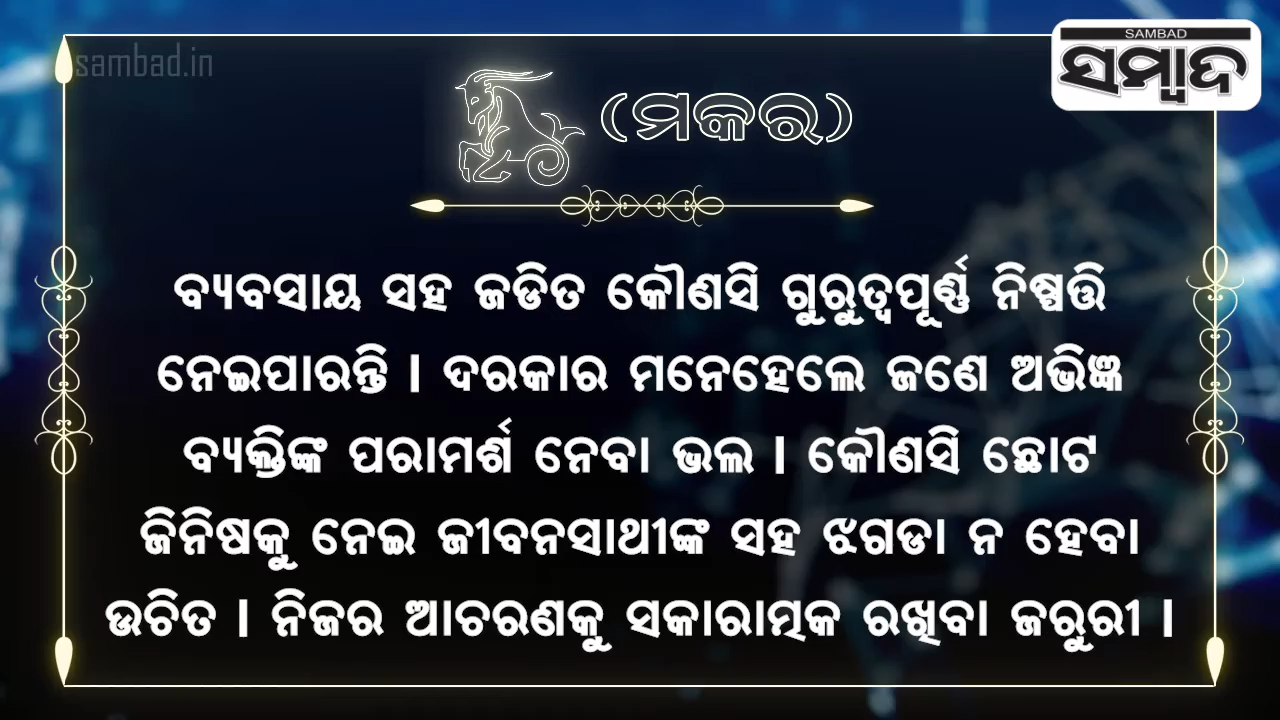 sambad.in
SAMBAD
ସମ୍ବାଦ
(ମକର)
ବ୍ୟବସାୟ ସହ ଜଡିତ କୌଣସି ଗୁରୁତ୍ୱପୂର୍ଣ୍ଣ ନିଷ୍ପତ୍ତି
ନେଇପାରନ୍ତି । ଦରକାର ମନେହେଲେ ଜଣେ ଅଭିଜ୍ଞ
ବ୍ୟକ୍ତିଙ୍କ ପରାମର୍ଶ ନେବା ଭଲ । କୌଣସି ଛୋଟ
ଜିନିଷକୁ ନେଇ ଜୀବନସାଥୀଙ୍କ ସହ ଝଗଡା ନ ହେବା
ଉଚିତ । ନିଜର ଆଚରଣକୁ ସକାରାତ୍ମକ ରଖିବା ଜରୁରୀ ।